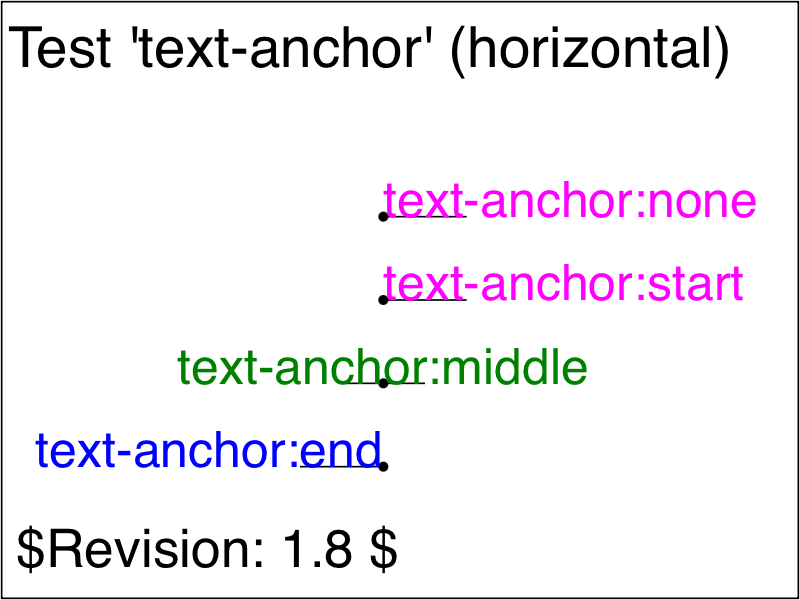 Test 'text-anchor' (horizontal)
text-anchor:none
text-anchor:start
text-anchor:middle
text-anchor:end
$Revision: 1.8 $